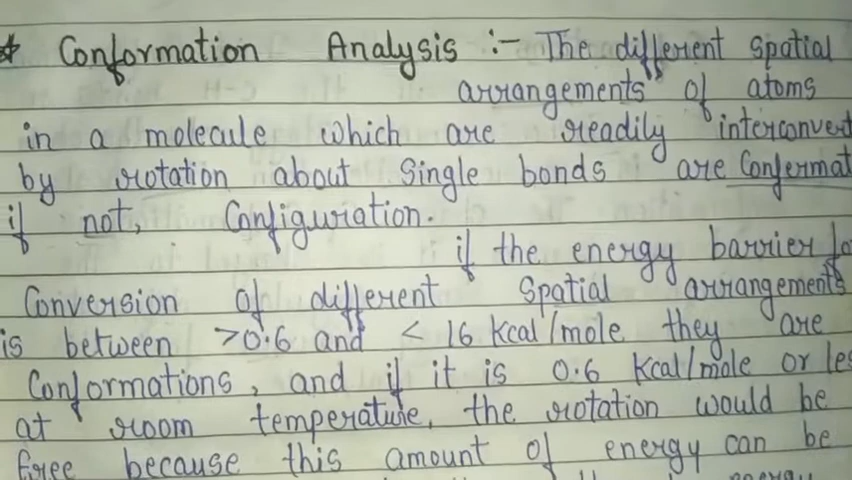 * Conformation Analysis :- The different spatial
arrangements of atoms
in a molecule which are readily interconvert
by rotation about single bonds are Confermat
if not, Configuration.
if the energy barrier fo
Conversion of different spatial arrangements
is between >0.6 and < 16 Kcal/mole they are
Conformations, and if it is 0.6 Kcal/mole or les
at room temperature, the rotation would be
free because this amount of energy can be
energy